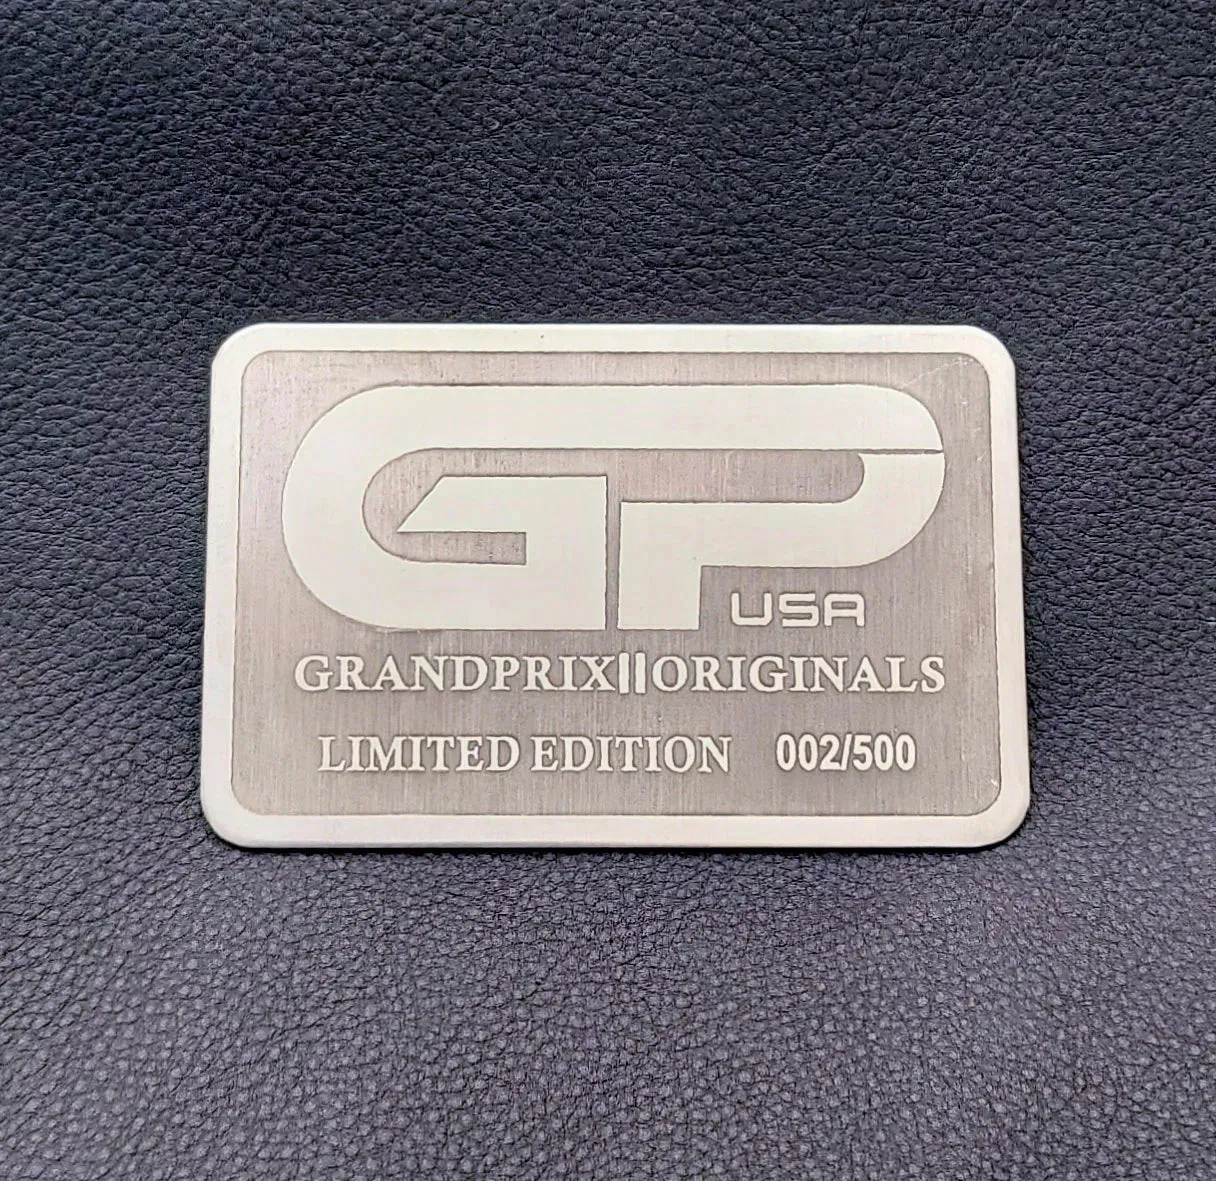 GP
USA
GRANDPRIX||ORIGINALS
LIMITED EDITION 002/500